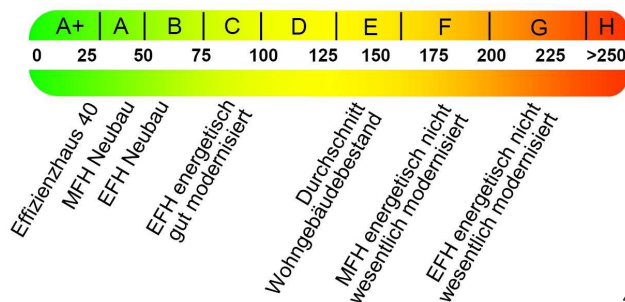 A+ A B C D E F G H
0 25 50 75 100 125 150 175 200 225 >250
Effizienzhaus 40
MFH Neubau
EFH Neubau
EFH energetisch
gut modernisiert
Durchschnitt
Wohngebäudebestand
MFH energetisch nicht
wesentlich modernisiert
EFH energetisch nicht
wesentlich modernisiert